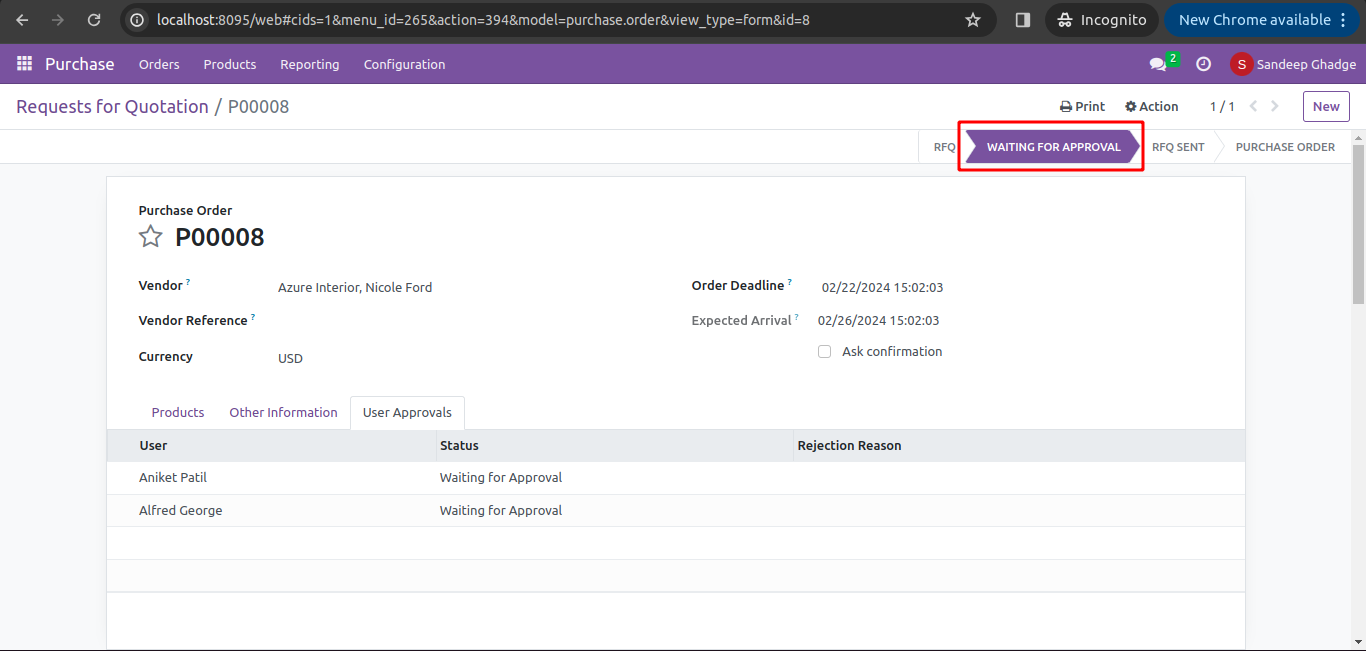 localhost:8095/web#cids=1&menu_id=265&action=394&model=purchase.order&view_type=form&id=8 Incognito New Chrome available
Purchase Orders Products Reporting Configuration 2 S Sandeep Ghadge
Requests for Quotation / P00008 Print Action 1 / 1 New
RFQ WAITING FOR APPROVAL RFQ SENT PURCHASE ORDER
Purchase Order
P00008
Vendor ? Azure Interior, Nicole Ford Order Deadline ? 02/22/2024 15:02:03
Vendor Reference ? Expected Arrival ? 02/26/2024 15:02:03
Ask confirmation
Currency USD
Products Other Information User Approvals
User Status Rejection Reason
Aniket Patil Waiting for Approval
Alfred George Waiting for Approval